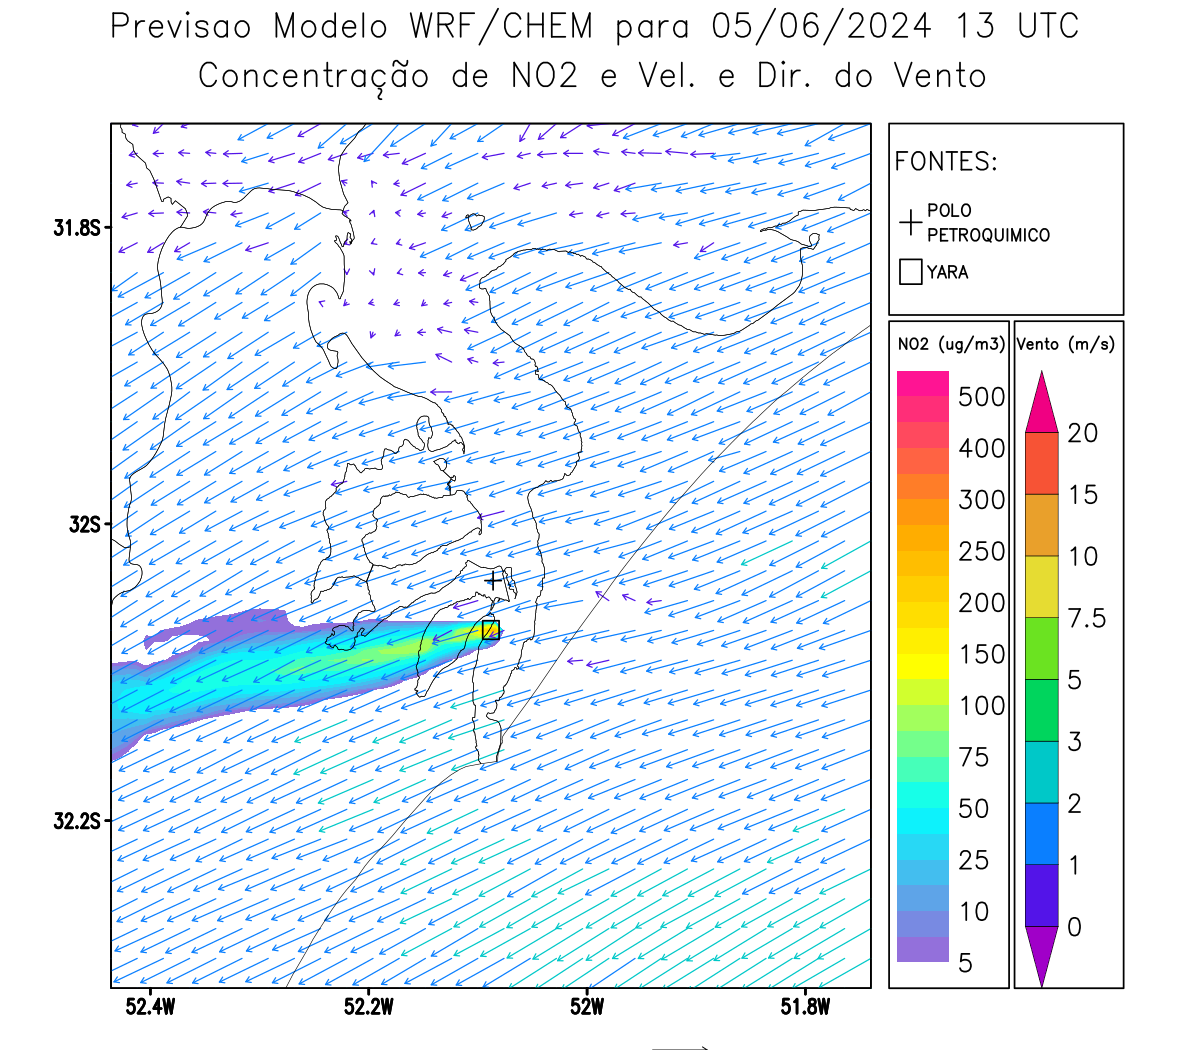 Previsao Modelo WRF/CHEM para 05/06/2024 13 UTC
Concentração de NO2 e Vel. e Dir. do Vento
FONTES:
POLO
PETROQUIMICO
YARA
NO2 (ug/m3)
500
400
300
250
200
150
100
75
50
25
10
5
Vento (m/s)
20
15
10
7.5
5
3
2
1
0
31.8S
32S
32.2S
52.4W
52.2W
52W
51.8W